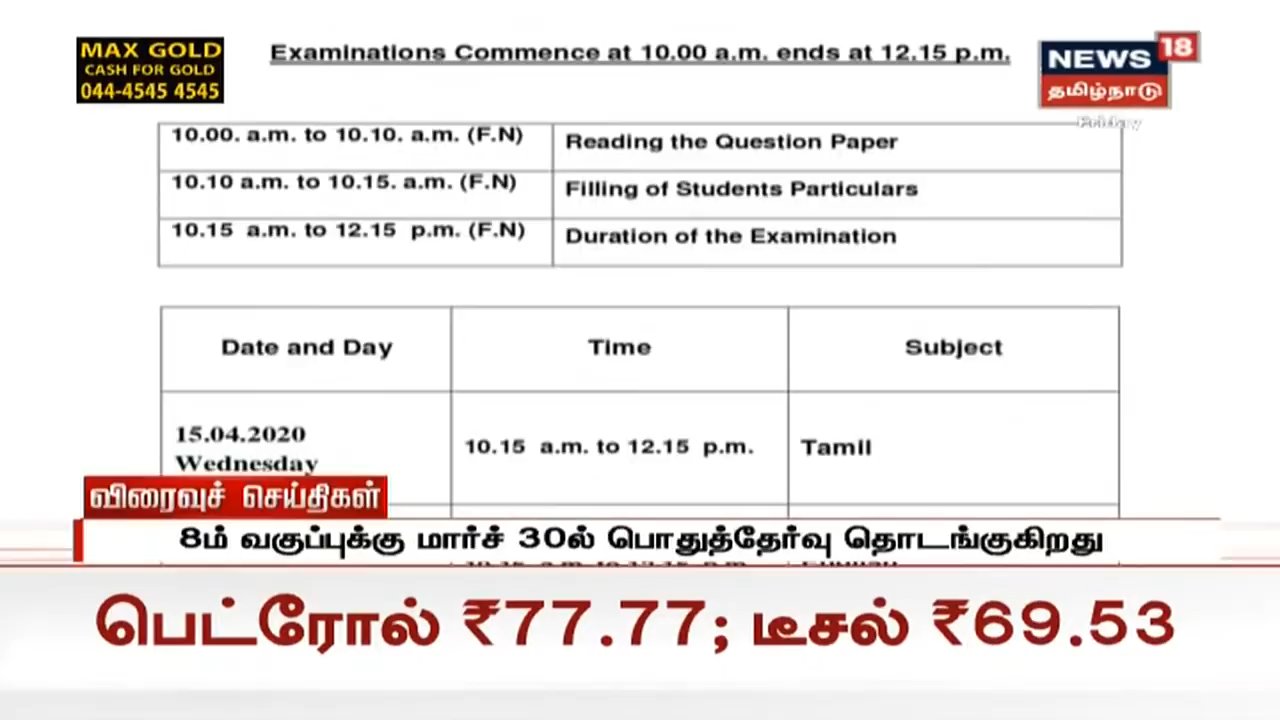 MAX GOLD
CASH FOR GOLD
044-4545 4545
Examinations Commence at 10.00 a.m. ends at 12.15 p.m.
NEWS 18
தமிழ்நாடு
Friday
10.00. a.m. to 10.10. a.m. (F.N) Reading the Question Paper
10.10 a.m. to 10.15. a.m. (F.N) Filling of Students Particulars
10.15 a.m. to 12.15 p.m. (F.N) Duration of the Examination
Date and Day Time Subject
15.04.2020
Wednesday
10.15 a.m. to 12.15 p.m. Tamil
விரைவுச் செய்திகள்
8ம் வகுப்புக்கு மார்ச் 30ல் பொதுத்தேர்வு தொடங்குகிறது
பெட்ரோல் ₹77.77; டீசல் ₹69.53